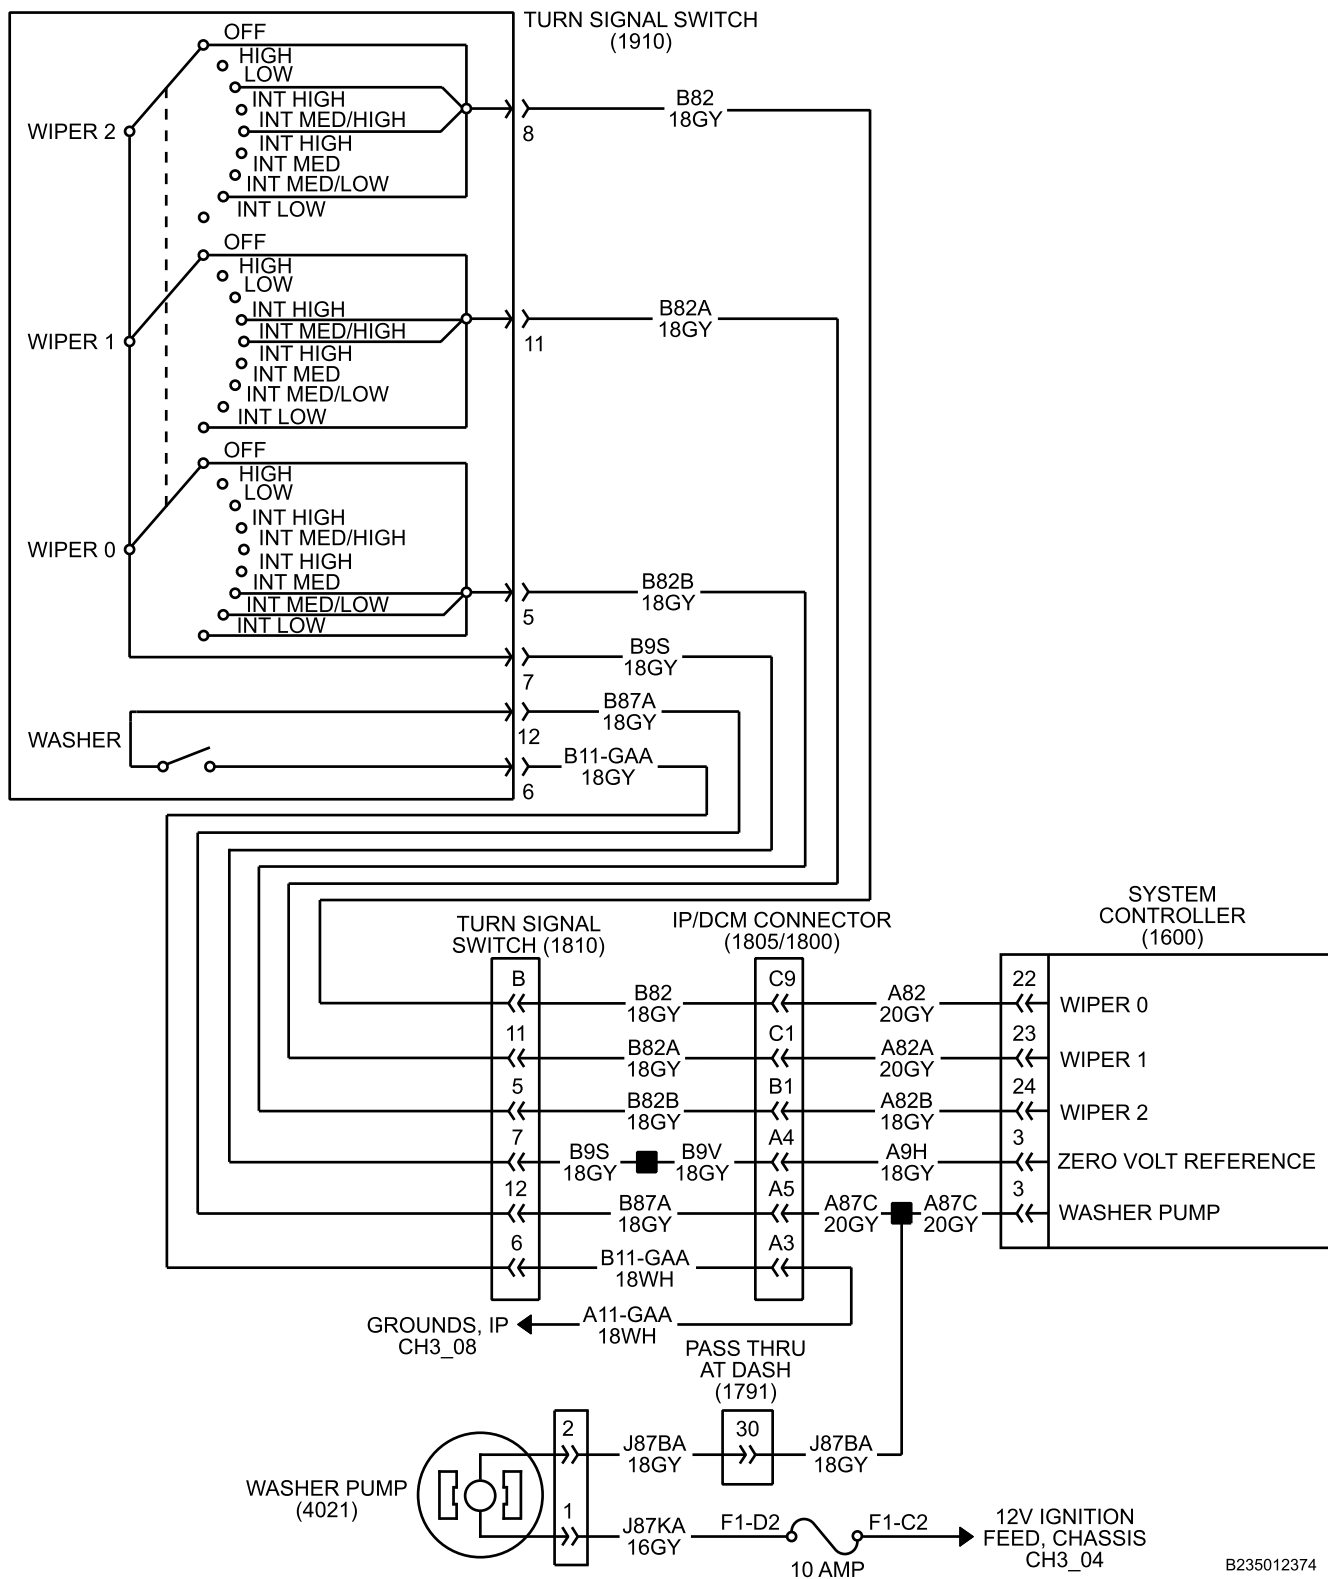 TURN SIGNAL SWITCH
(1910)
OFF
HIGH
LOW
INT HIGH
INT MED/HIGH
INT HIGH
INT MED
INT MED/LOW
INT LOW
WIPER 2
B82
18GY
8
OFF
HIGH
LOW
INT HIGH
INT MED/HIGH
INT HIGH
INT MED
INT MED/LOW
INT LOW
WIPER 1
B82A
18GY
11
OFF
HIGH
LOW
INT HIGH
INT MED/HIGH
INT HIGH
INT MED
INT MED/LOW
INT LOW
WIPER 0
B82B
18GY
5
B9S
18GY
7
B87A
18GY
12
WASHER
B11-GAA
18GY
6
TURN SIGNAL
SWITCH (1810)
IP/DCM CONNECTOR
(1805/1800)
SYSTEM
CONTROLLER
(1600)
B
B82
18GY
C9
A82
20GY
22
WIPER 0
11
B82A
18GY
C1
A82A
20GY
23
WIPER 1
5
B82B
18GY
B1
A82B
18GY
24
WIPER 2
7
B9S
18GY
B9V
18GY
A4
A9H
18GY
3
ZERO VOLT REFERENCE
12
B87A
18GY
A5
A87C
20GY
A87C
20GY
3
WASHER PUMP
6
B11-GAA
18WH
A3
GROUNDS, IP
CH3_08
A11-GAA
18WH
PASS THRU
AT DASH
(1791)
WASHER PUMP
(4021)
2
J87BA
18GY
30
J87BA
18GY
1
J87KA
16GY
F1-D2
10 AMP
F1-C2
12V IGNITION
FEED, CHASSIS
CH3_04
B235012374